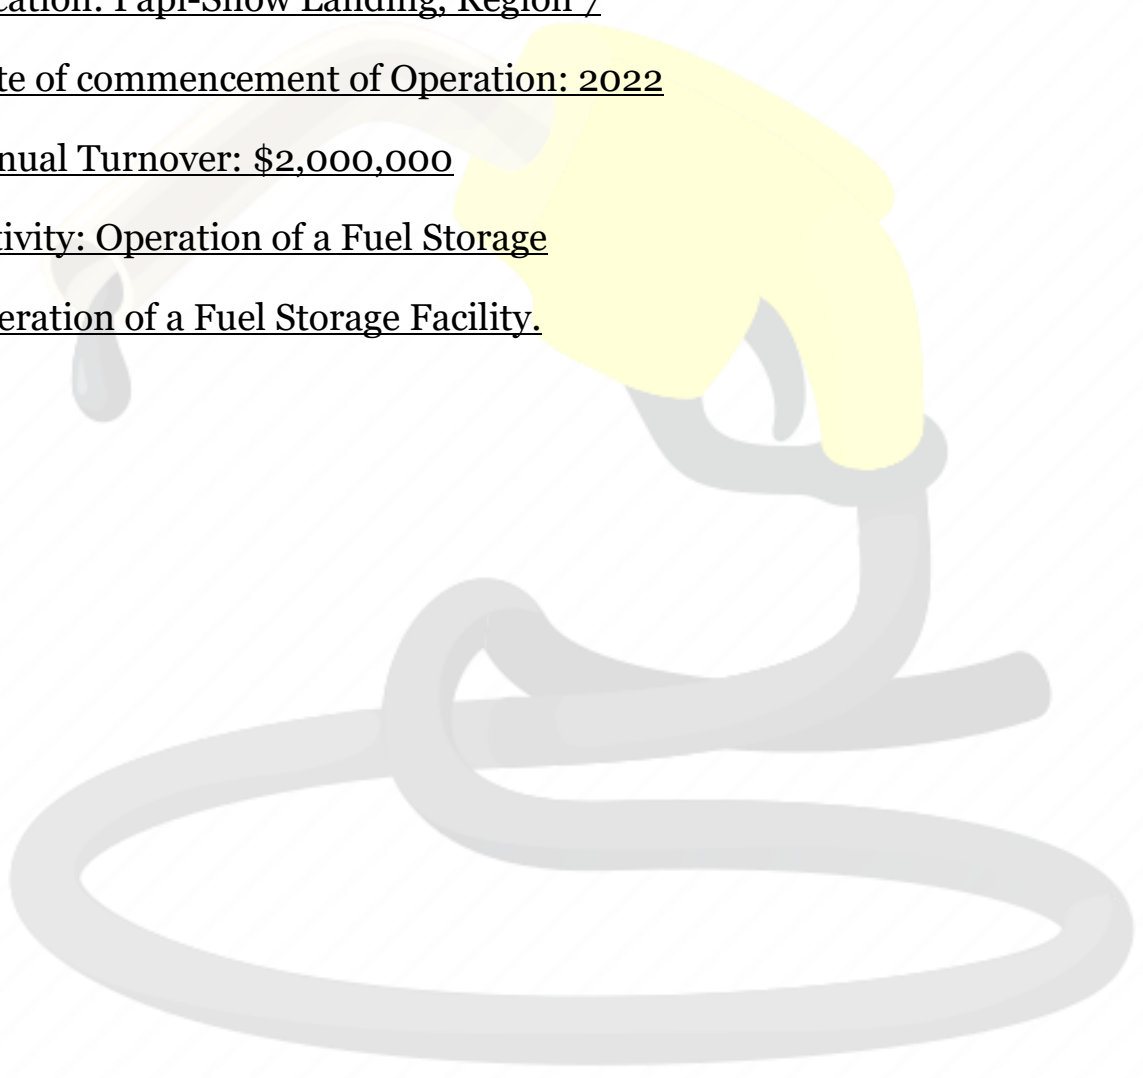 cation: Papi-Show Landing, Region 7
te of commencement of Operation: 2022
nual Turnover: $2,000,000
tivity: Operation of a Fuel Storage
eration of a Fuel Storage Facility.